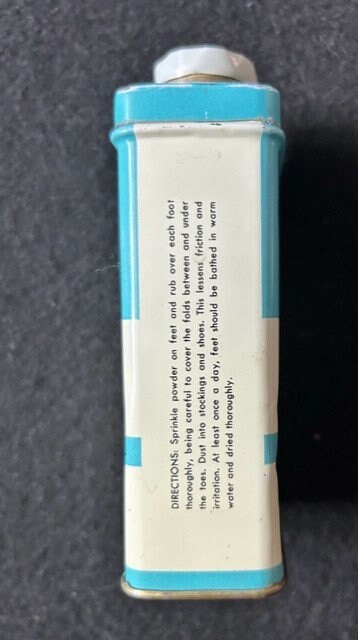 DIRECTIONS: Sprinkle powder on feet and rub over each foot
thoroughly, being careful to cover the folds between and under
the toes. Dust into stockings and shoes. This lessens friction and
irritation. At least once a day, feet should be bathed in warm
water and dried thoroughly.